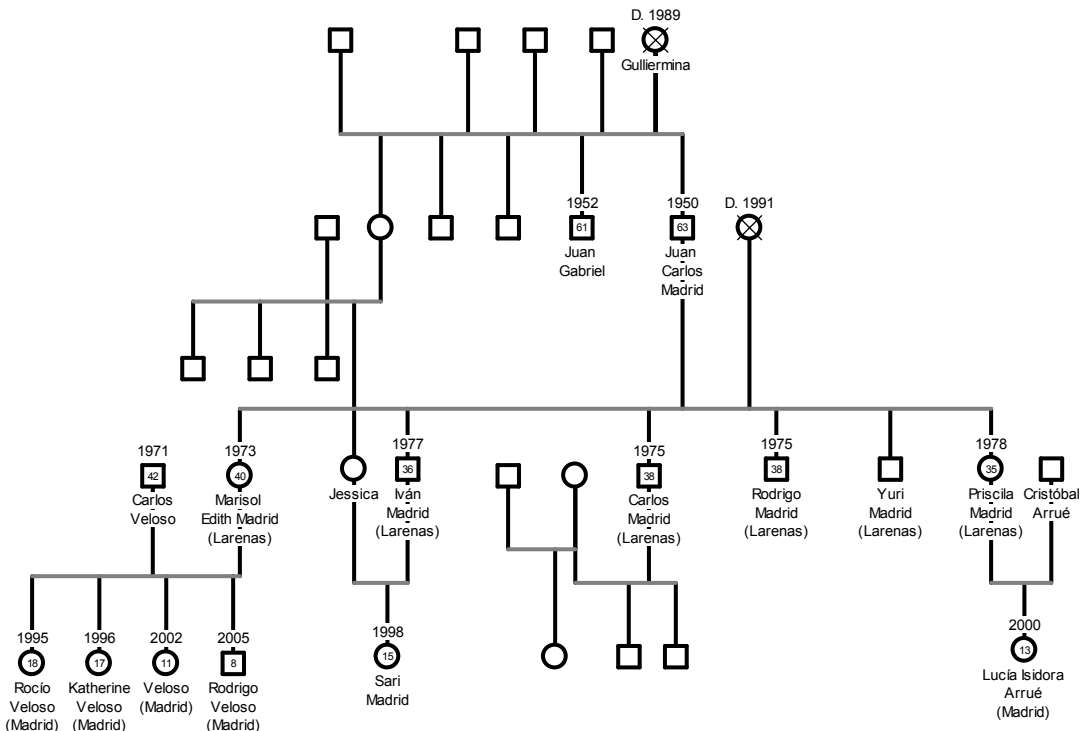 D. 1989
Gulliermina
1952
61
Juan
Gabriel
1950
63
Juan
Carlos
Madrid
D. 1991
1971
42
Carlos
Veloso
1973
40
Marisol
Edith Madrid
(Larenas)
Jessica
1977
36
Iván
Madrid
(Larenas)
1975
38
Carlos
Madrid
(Larenas)
1975
38
Rodrigo
Madrid
(Larenas)
Yuri
Madrid
(Larenas)
1978
35
Priscila
Madrid
(Larenas)
Cristóbal
Arrué
1995
18
Rocío
Veloso
(Madrid)
1996
17
Katherine
Veloso
(Madrid)
2002
11
Veloso
(Madrid)
2005
8
Rodrigo
Veloso
(Madrid)
1998
15
Sari
Madrid
2000
13
Lucía Isidora
Arrué
(Madrid)